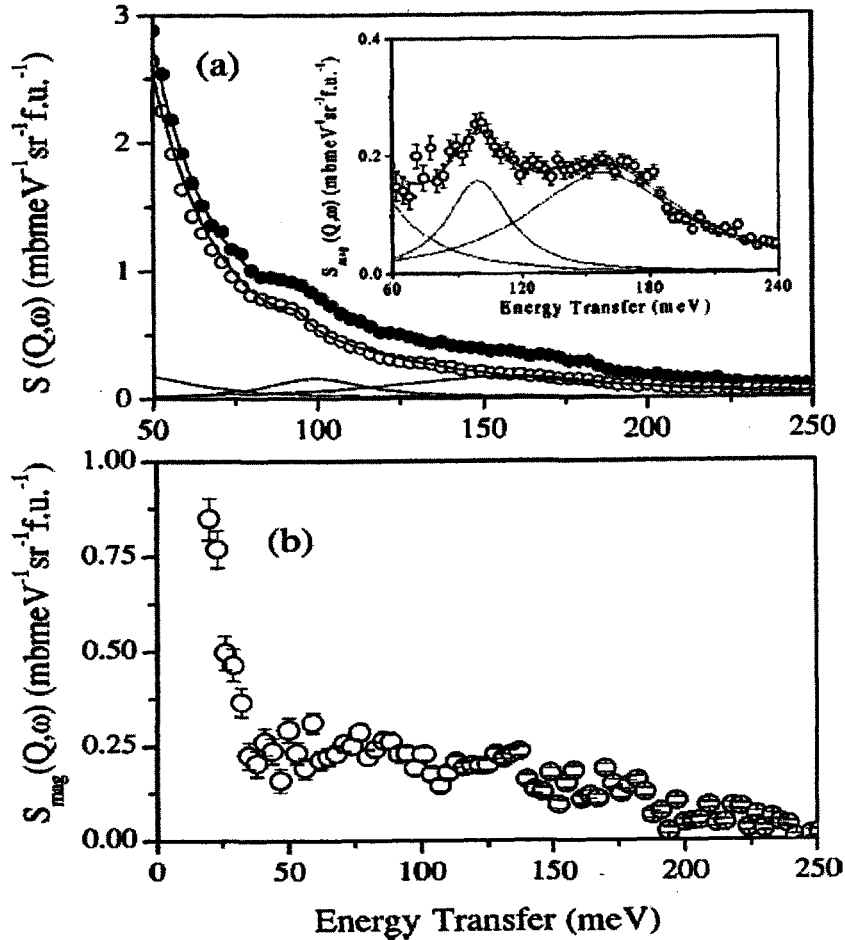 3
2
1
0
S (Q,ω) (mbmeV⁻¹sr⁻¹f.u.⁻¹)
(a)
0.4
0.2
0.0
S_mag (Q,ω) (mbmeV⁻¹sr⁻¹f.u.⁻¹)
60 120 180 240
Energy Transfer (meV)
50 100 150 200 250
1.00
0.75
0.50
0.25
0.00
S_mag(Q,ω) (mbmeV⁻¹sr⁻¹f.u.⁻¹)
(b)
0 50 100 150 200 250
Energy Transfer (meV)